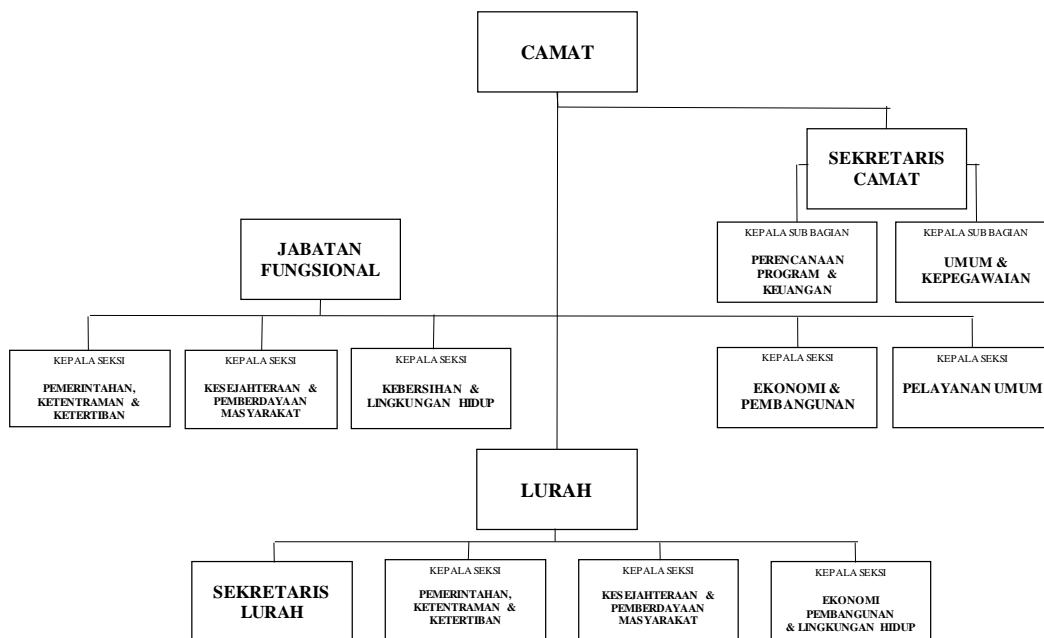 CAMAT
SEKRETARIS
CAMAT
KEPALA SUB BAGIAN
PERENCANAAN
PROGRAM &
KEUANGAN
KEPALA SUB BAGIAN
UMUM &
KEPEGAWAIAN
JABATAN
FUNGSIONAL
KEPALA SEKSI
PEMERINTAHAN,
KETENTRAMAN &
KETERTIBAN
KEPALA SEKSI
KESEJAHTERAAN &
PEMBERDAYAAN
MASYARAKAT
KEPALA SEKSI
KEBERSIHAN &
LINGKUNGAN HIDUP
KEPALA SEKSI
EKONOMI &
PEMBANGUNAN
KEPALA SEKSI
PELAYANAN UMUM
LURAH
SEKRETARIS
LURAH
KEPALA SEKSI
PEMERINTAHAN,
KETENTRAMAN &
KETERTIBAN
KEPALA SEKSI
KESEJAHTERAAN &
PEMBERDAYAAN
MASYARAKAT
KEPALA SEKSI
EKONOMI
PEMBANGUNAN
& LINGKUNGAN HIDUP